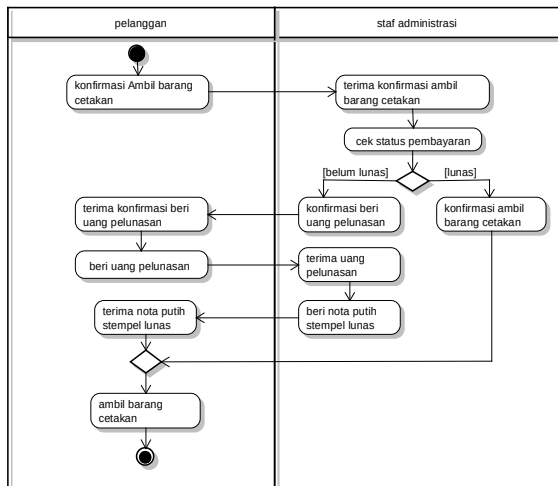 pelanggan
staf administrasi
konfirmasi Ambil barang
cetakan
terima konfirmasi ambil
barang cetakan
cek status pembayaran
[belum lunas]
[lunas]
terima konfirmasi beri
uang pelunasan
konfirmasi beri
uang pelunasan
konfirmasi ambil
barang cetakan
beri uang pelunasan
terima uang
pelunasan
terima nota putih
stempel lunas
beri nota putih
stempel lunas
ambil barang
cetakan